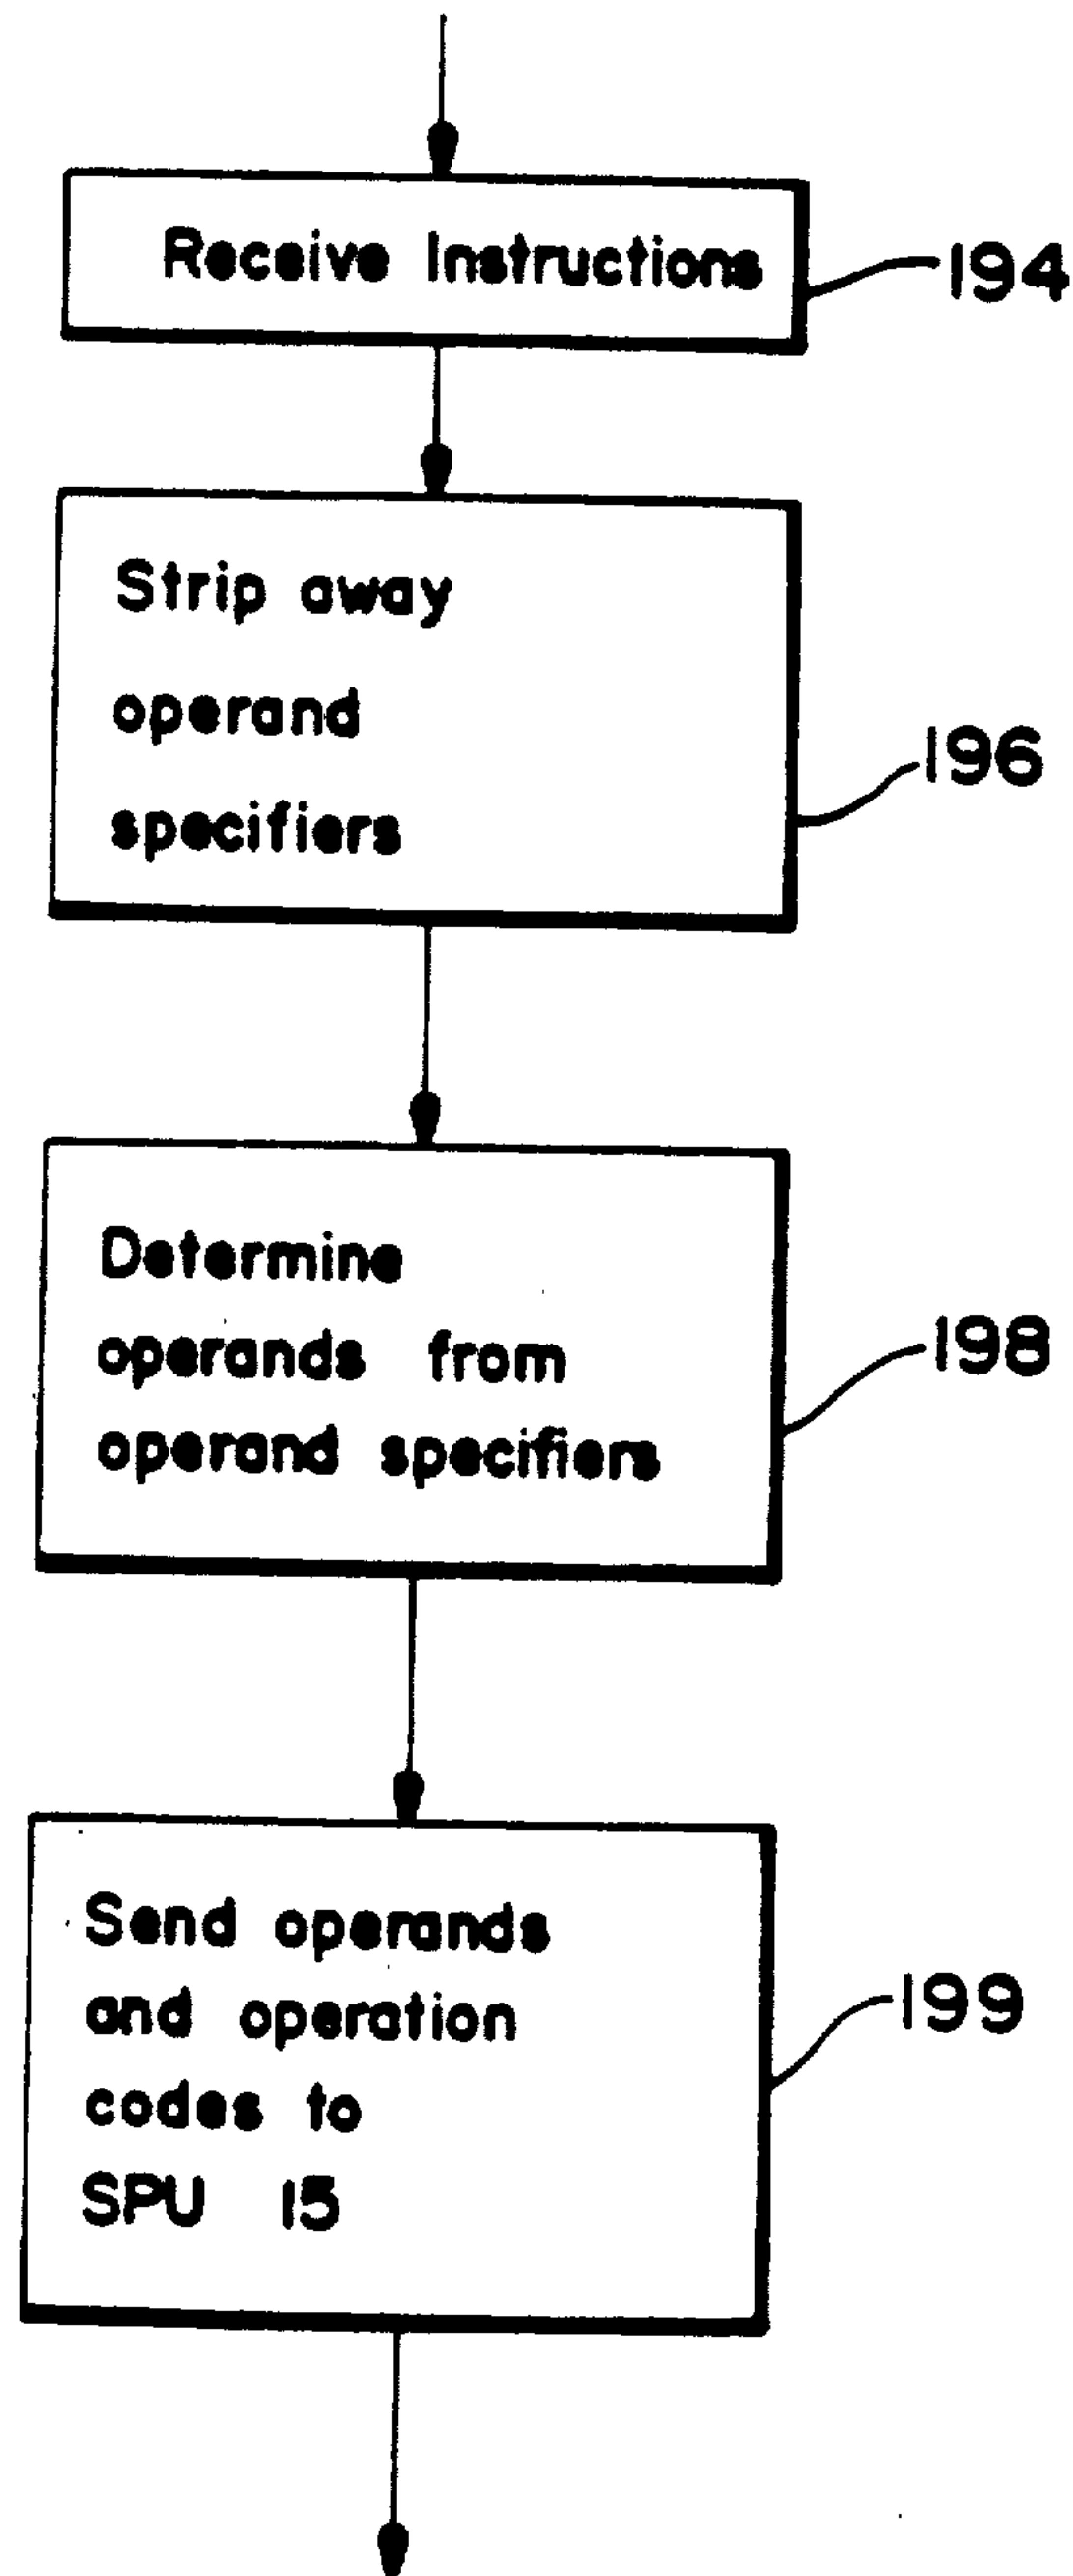 Receive Instructions
194
Strip away
operand
specifiers
196
Determine
operands from
operand specifiers
198
Send operands
and operation
codes to
SPU 15
199